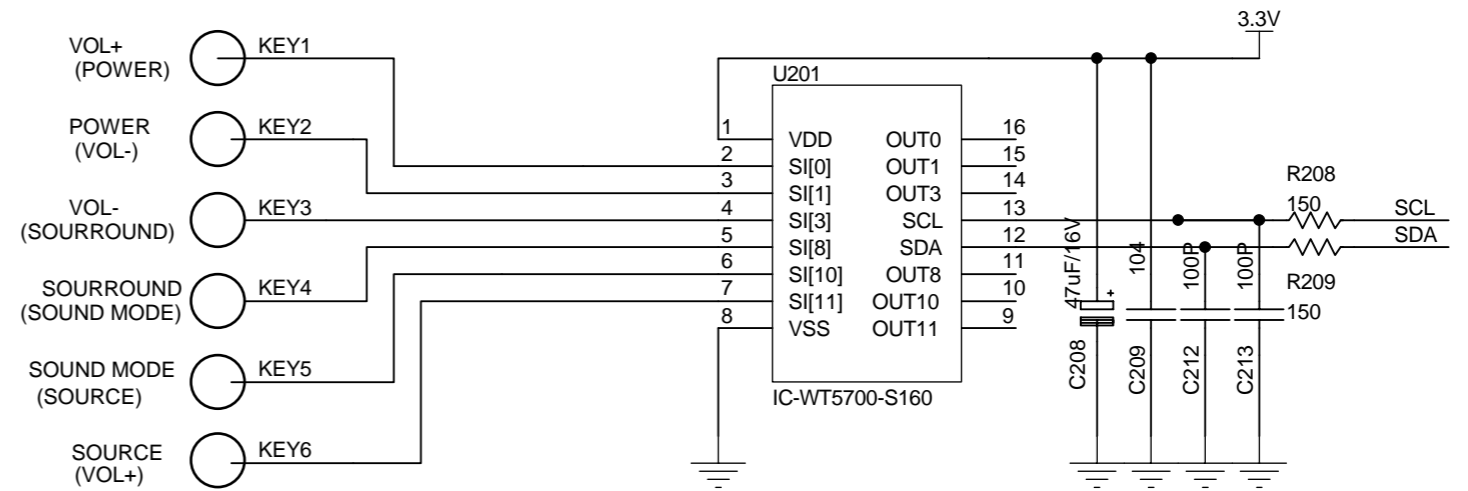 3.3V
VOL+
(POWER)
KEY1
U201
POWER
(VOL-)
KEY2
VOL-
(SOURROUND)
KEY3
SOURROUND
(SOUND MODE)
KEY4
SOUND MODE
(SOURCE)
KEY5
SOURCE
(VOL+)
KEY6
1 VDD OUT0 16
2 SI[0] OUT1 15
3 SI[1] OUT3 14
4 SI[3] SCL 13
5 SI[8] SDA 12
6 SI[10] OUT8 11
7 SI[11] OUT10 10
8 VSS OUT11 9
IC-WT5700-S160
47uF/16V
+
C208
104
C209
100P
C212
100P
C213
R208
150
SCL
SDA
R209
150